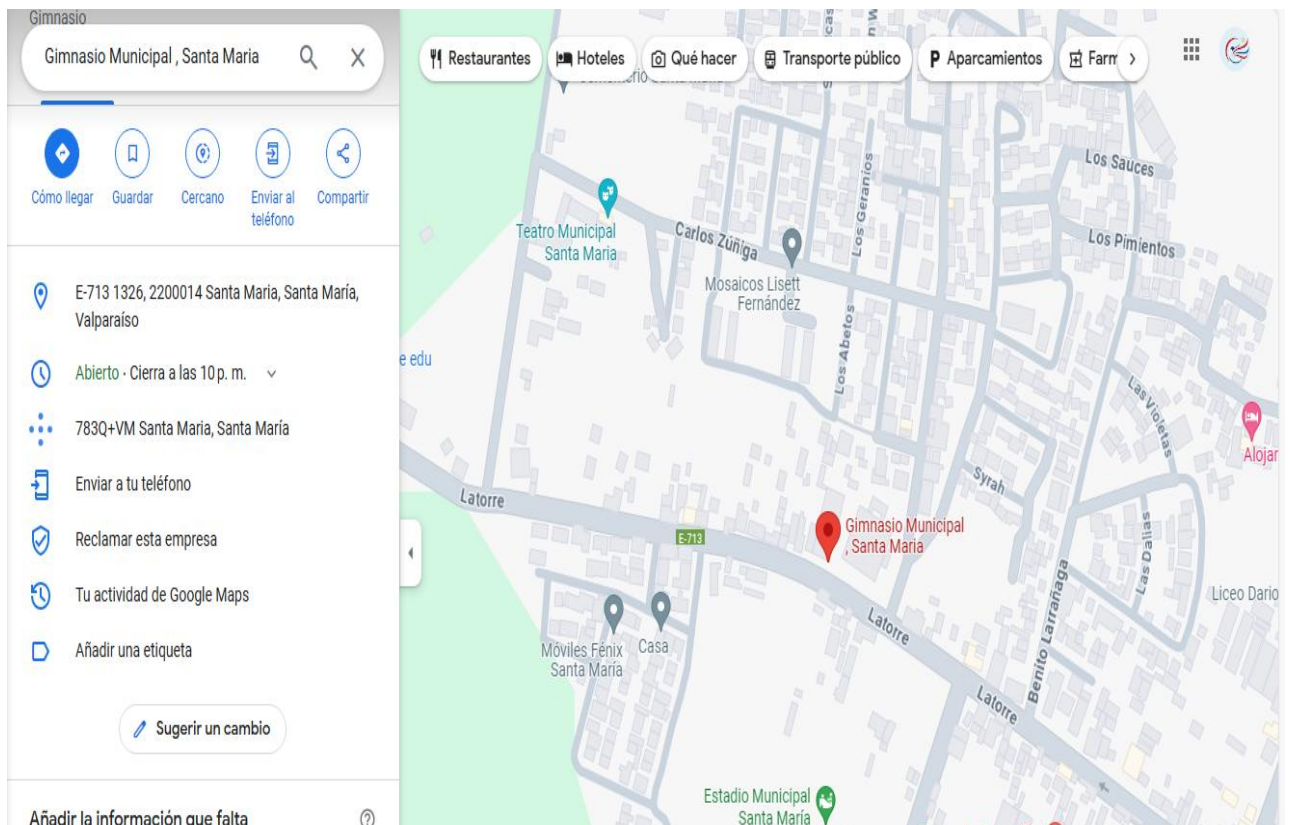 Gimnasio
Gimnasio Municipal , Santa Maria
Cómo llegar
Guardar
Cercano
Enviar al
teléfono
Compartir
E-713 1326, 2200014 Santa Maria, Santa María,
Valparaíso
Abierto · Cierra a las 10 p. m.
783Q+VM Santa Maria, Santa María
Enviar a tu teléfono
Reclamar esta empresa
Tu actividad de Google Maps
Añadir una etiqueta
Sugerir un cambio
Añadir la información que falta
Restaurantes
Hoteles
Qué hacer
Transporte público
P Aparcamientos
Teatro Municipal
Santa Maria
Carlos Zúñiga
Mosaicos Lisett
Fernández
Los Geranios
Los Abetos
Los Sauces
Los Pimientos
e edu
Las Violetas
Alojar
Syrah
Latorre
E-713
Gimnasio Municipal
, Santa Maria
Las Dalias
Liceo Dario
Benito Larrañaga
Latorre
Móviles Fénix
Santa María
Casa
Latorre
Estadio Municipal
Santa María